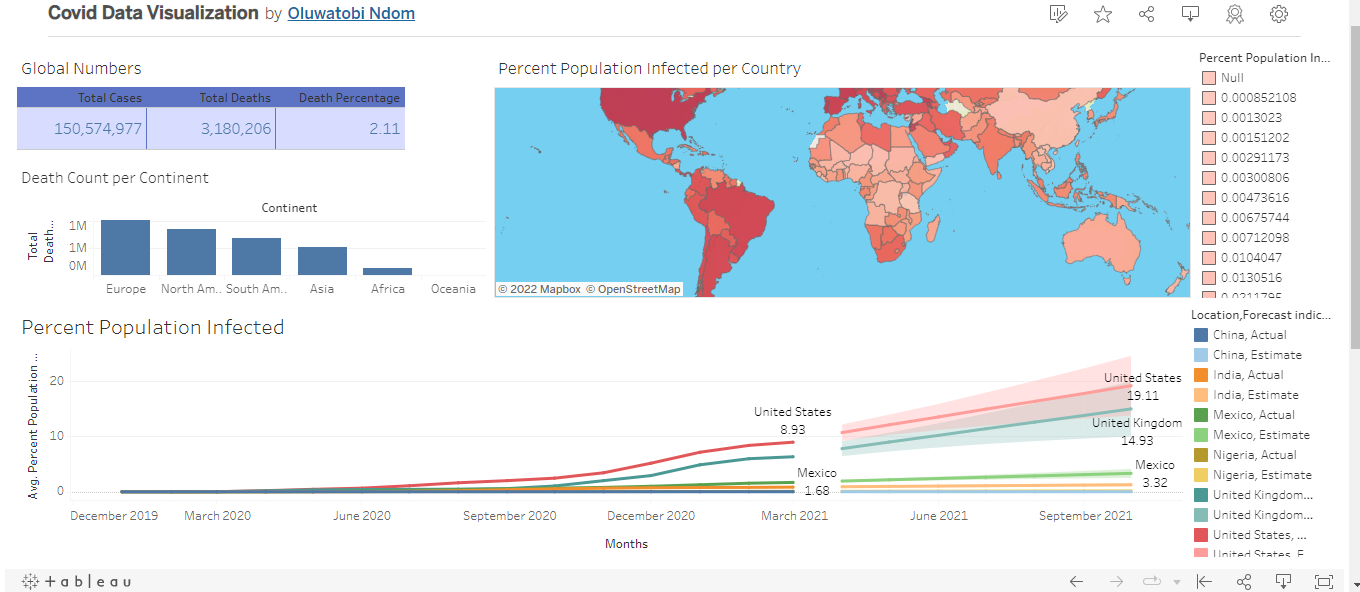 Covid Data Visualization by Oluwatobi Ndom
Global Numbers
Total Cases Total Deaths Death Percentage
150,574,977 3,180,206 2.11
Death Count per Continent
Continent
Total
Death...
1M
1M
0M
Europe North Am.. South Am.. Asia Africa Oceania
Percent Population Infected per Country
© 2022 Mapbox © OpenStreetMap
Percent Population In...
Null
0.000852108
0.0013023
0.00151202
0.00291173
0.00300806
0.00473616
0.00675744
0.00712098
0.0104047
0.0130516
0.0211795
Percent Population Infected
Avg. Percent Population ...
20
10
0
United States
8.93
Mexico
1.68
United States
19.11
United Kingdom
14.93
Mexico
3.32
December 2019 March 2020 June 2020 September 2020 December 2020 March 2021 June 2021 September 2021
Months
Location,Forecast indic...
China, Actual
China, Estimate
India, Actual
India, Estimate
Mexico, Actual
Mexico, Estimate
Nigeria, Actual
Nigeria, Estimate
United Kingdom...
United Kingdom...
United States, ...
United States, E
tableau